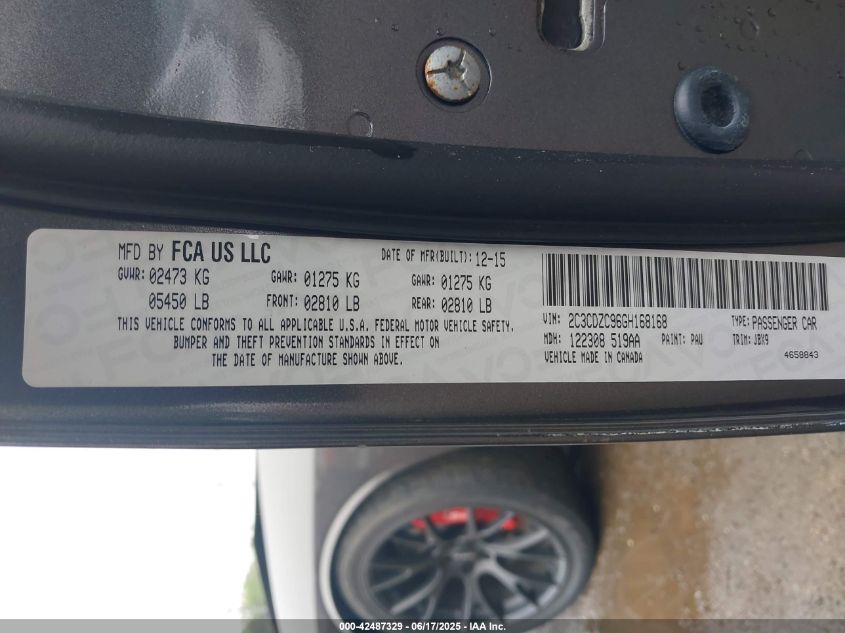 MFD BY FCA US LLC DATE OF MFR(BUILT): 12-15
GVWR: 02473 KG GAWR: 01275 KG GAWR: 01275 KG
05450 LB FRONT: 02810 LB REAR: 02810 LB
THIS VEHICLE CONFORMS TO ALL APPLICABLE U.S.A. FEDERAL MOTOR VEHICLE SAFETY,
BUMPER AND THEFT PREVENTION STANDARDS IN EFFECT ON
THE DATE OF MANUFACTURE SHOWN ABOVE.
VIN: 2C3CDZC96GH168168 TYPE: PASSENGER CAR
MDH: 122308 519AA PAINT: PAU TRIM: JBX9
VEHICLE MADE IN CANADA 4658843
000-42487329 - 06/17/2025 - IAA Inc.